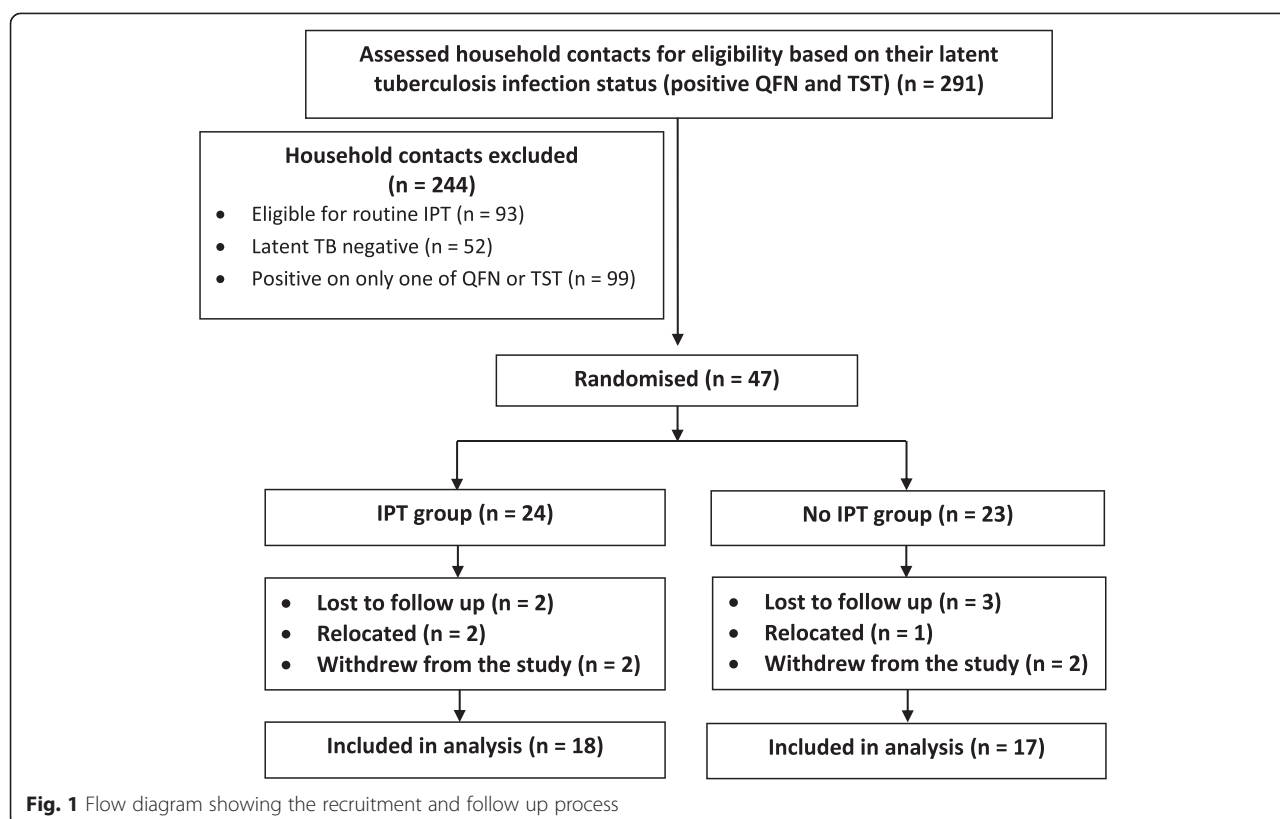 Assessed household contacts for eligibility based on their latent
tuberculosis infection status (positive QFN and TST) (n = 291)
Household contacts excluded
(n = 244)
• Eligible for routine IPT (n = 93)
• Latent TB negative (n = 52)
• Positive on only one of QFN or TST (n = 99)
Randomised (n = 47)
IPT group (n = 24)
No IPT group (n = 23)
• Lost to follow up (n = 2)
• Relocated (n = 2)
• Withdrew from the study (n = 2)
• Lost to follow up (n = 3)
• Relocated (n = 1)
• Withdrew from the study (n = 2)
Included in analysis (n = 18)
Included in analysis (n = 17)
Fig. 1 Flow diagram showing the recruitment and follow up process